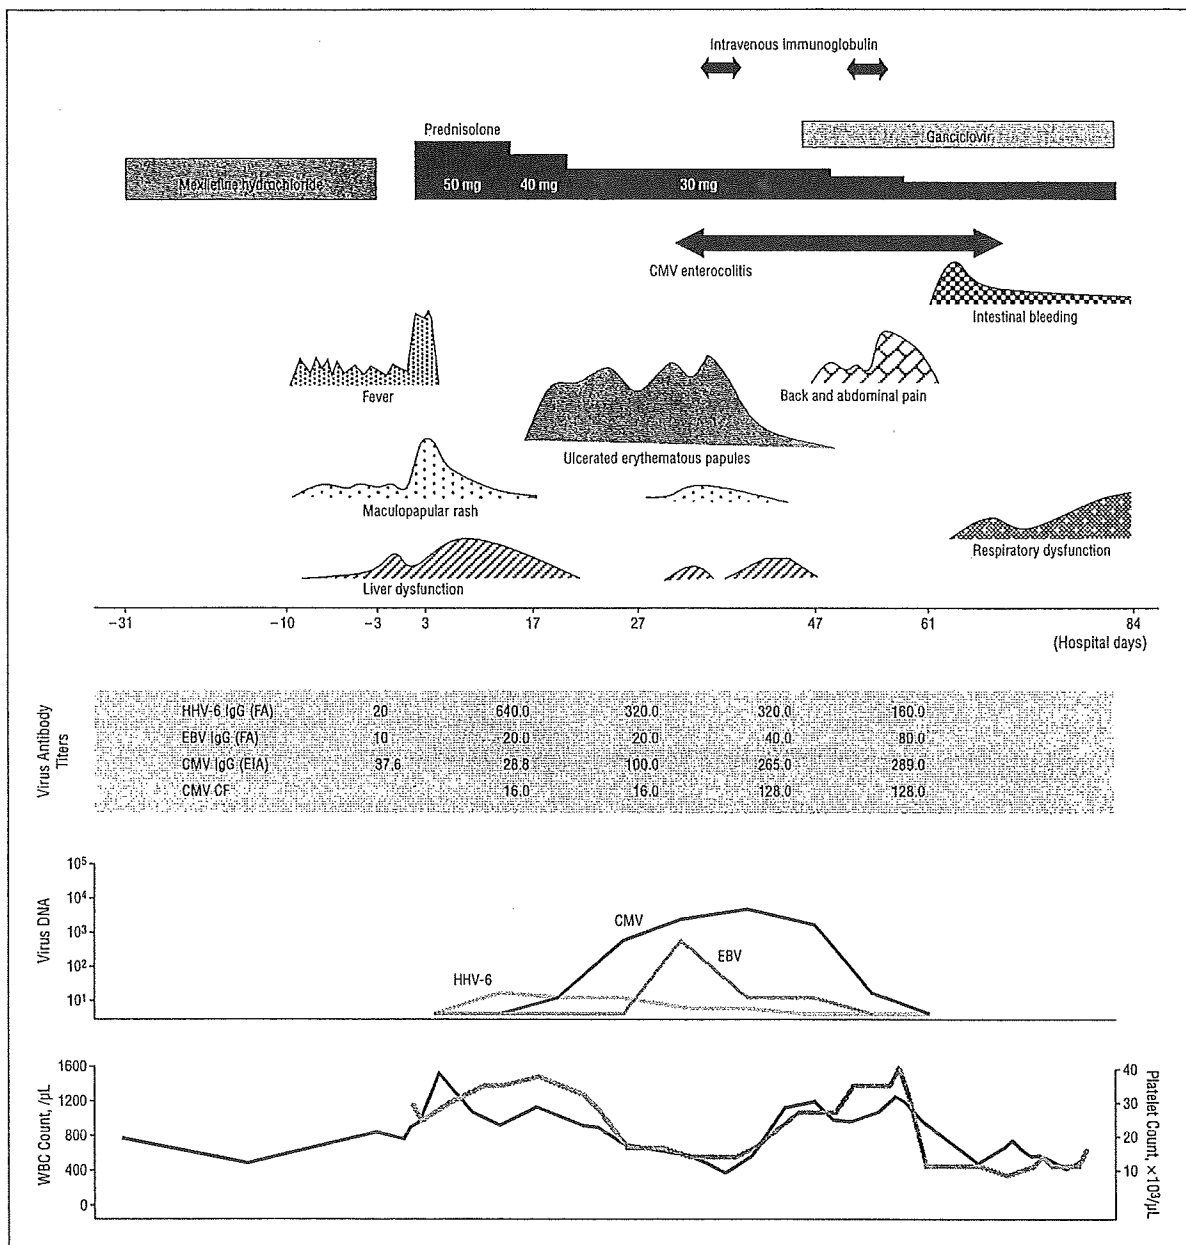 Intravenous immunoglobulin
Ganciclovir
Prednisolone
Mexiletine hydrochloride
50 mg 40 mg 30 mg
CMV enterocolitis
Intestinal bleeding
Fever
Back and abdominal pain
Ulcerated erythematous papules
Maculopapular rash
Respiratory dysfunction
Liver dysfunction
−31 −10 −3 3 17 27 47 61 84
(Hospital days)
Virus Antibody Titers
HHV-6 IgG (FA) 20 640.0 320.0 320.0 160.0
EBV IgG (FA) 10 20.0 20.0 40.0 80.0
CMV IgG (EIA) 37.6 28.8 100.0 265.0 289.0
CMV CF 16.0 16.0 128.0 128.0
Virus DNA
10⁵
10⁴
10³
10²
10¹
CMV
EBV
HHV-6
WBC Count, /µL
1600
1200
800
400
0
40
30
20
10
Platelet Count, ×10³/µL